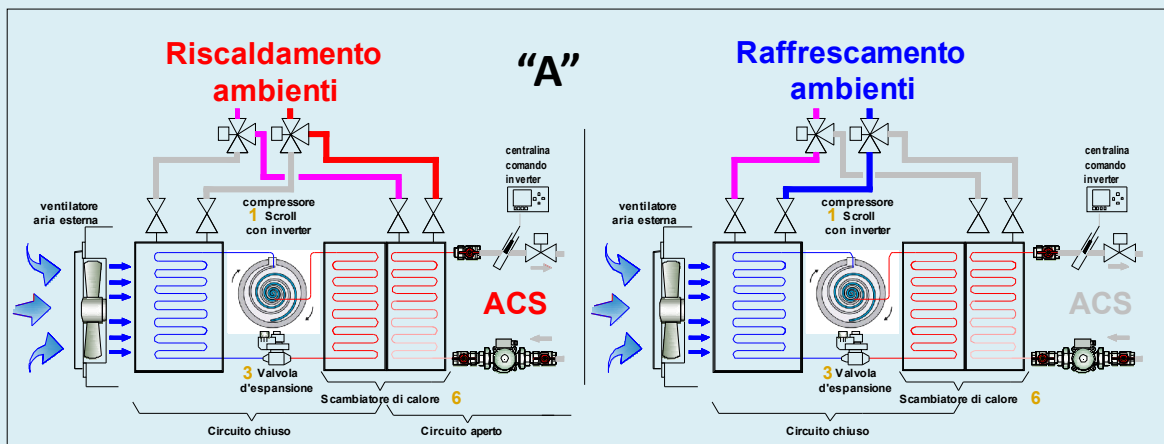 Riscaldamento
ambienti
"A"
Raffrescamento
ambienti
centralina
comando
inverter
ventilatore
aria esterna
compressore
1 Scroll
con inverter
ACS
3 Valvola
d'espansione
Scambiatore di calore 6
Circuito chiuso
Circuito aperto
centralina
comando
inverter
ventilatore
aria esterna
compressore
1 Scroll
con inverter
ACS
3 Valvola
d'espansione
Scambiatore di calore 6
Circuito chiuso